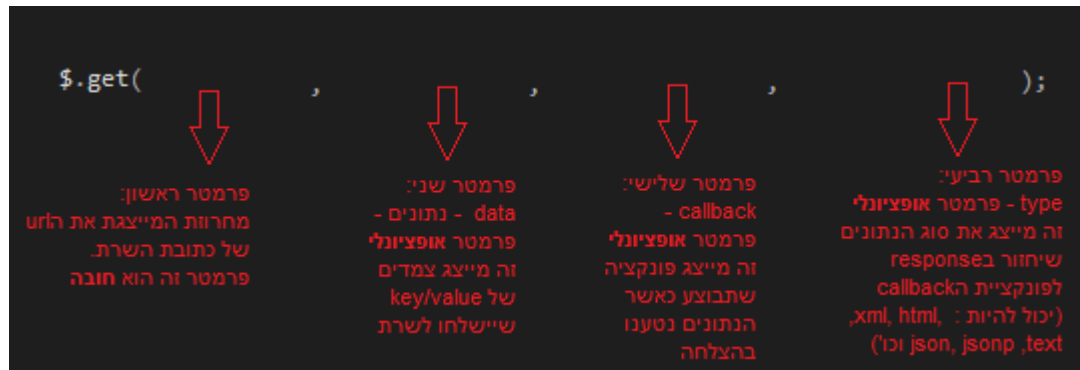 $.get( , , , );
פרמטר ראשון:
מחרוזת המייצגת את הurl
של כתובת השרת.
פרמטר זה הוא חובה
פרמטר שני:
data - נתונים -
פרמטר אופציונלי
זה מייצג צמדים
של key/value
שיישלחו לשרת
פרמטר שלישי:
callback -
פרמטר אופציונלי
זה מייצג פונקציה
שתבוצע כאשר
הנתונים נטענו
בהצלחה
פרמטר רביעי:
type - פרמטר אופציונלי
זה מייצג את סוג הנתונים
שיחזור בresponse
לפונקציית הcallback
(יכול להיות : xml, html,
text, json, jsonp וכו')